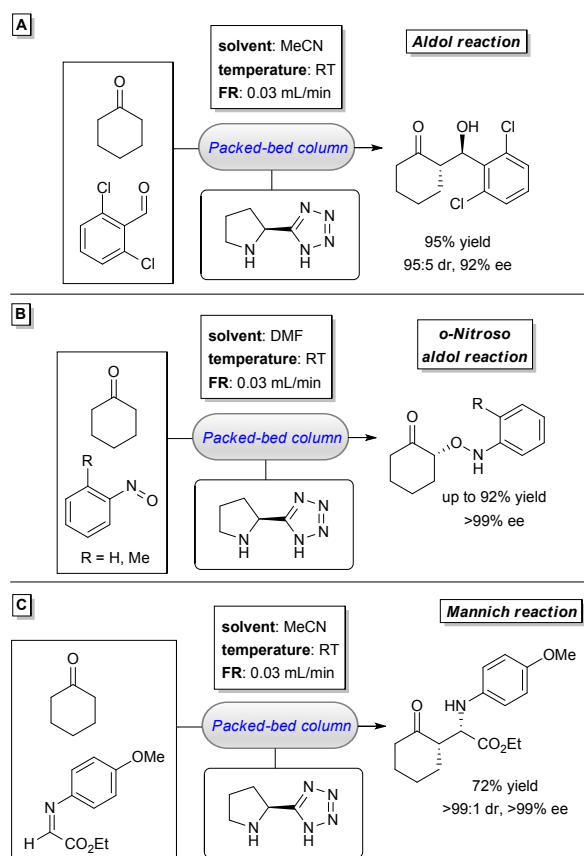 A
solvent: MeCN
temperature: RT
FR: 0.03 mL/min
Aldol reaction
O
Cl
O
Cl
Packed-bed column
N
N
N
N
H
N
H
O
OH
Cl
Cl
95% yield
95:5 dr, 92% ee
B
solvent: DMF
temperature: RT
FR: 0.03 mL/min
o-Nitroso
aldol reaction
O
R
N
O
R = H, Me
Packed-bed column
N
N
N
N
H
N
H
O
R
O
N
H
up to 92% yield
>99% ee
C
solvent: MeCN
temperature: RT
FR: 0.03 mL/min
Mannich reaction
O
OMe
N
H
CO2Et
Packed-bed column
N
N
N
N
H
N
H
OMe
HN
O
CO2Et
72% yield
>99:1 dr, >99% ee